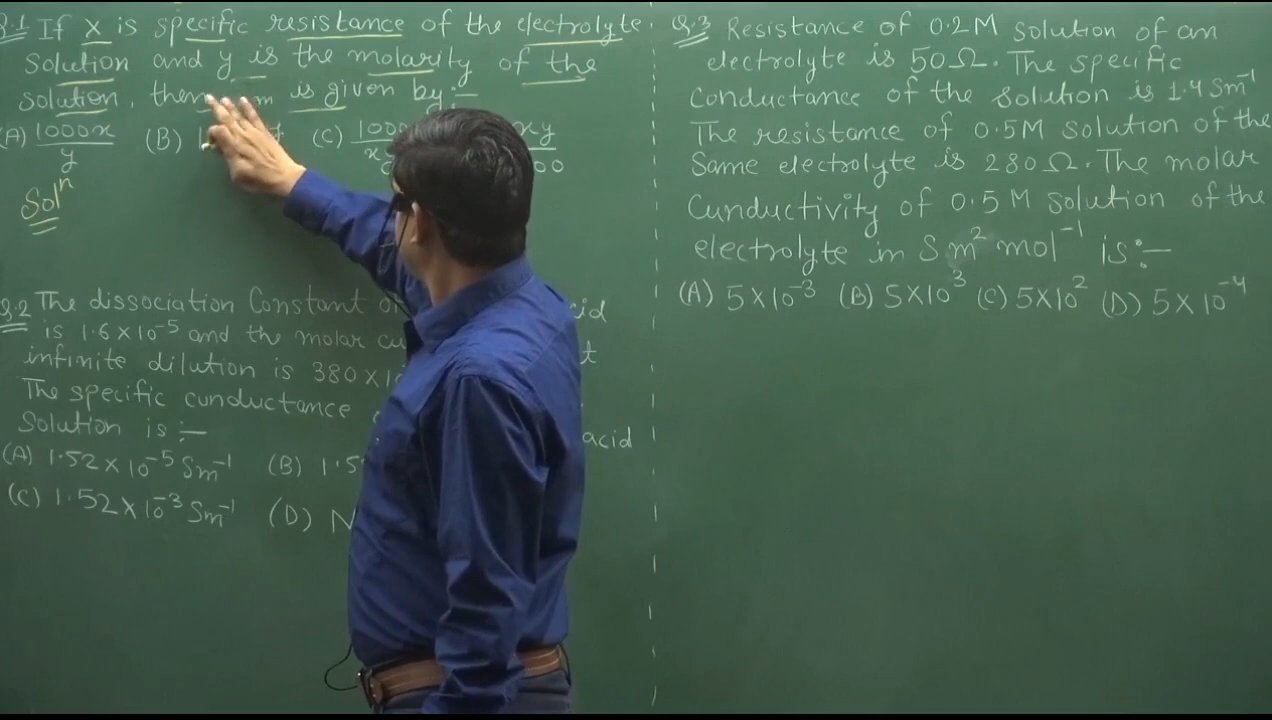 Q.1 If X is specific resistance of the electrolyte
Solution and y is the molarity of the
Solution, then m is given by:-
(A) 1000x/y (B) (C) 1000/xy xy
Solⁿ
Q.2 The dissociation Constant
is 1.6×10⁻⁵ and the molar
infinite dilution is 380×10
The specific cunductance
Solution is :- acid
(A) 1.52×10⁻⁵ Sm⁻¹ (B) 1.5
(C) 1.52×10⁻³ Sm⁻¹ (D) N
Q.3 Resistance of 0.2M solution of an
electrolyte is 50Ω. The specific
Conductance of the Solution is 1.4 Sm⁻¹
The resistance of 0.5M solution of the
Same electrolyte is 280Ω. The molar
Cunductivity of 0.5M solution of the
electrolyte in S m² mol⁻¹ is :-
(A) 5×10⁻³ (B) 5×10³ (C) 5×10² (D) 5×10⁻⁴